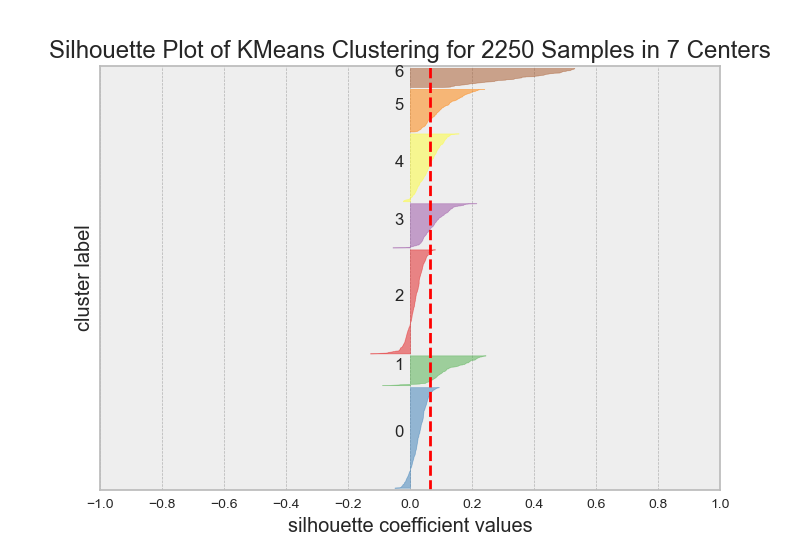 Silhouette Plot of KMeans Clustering for 2250 Samples in 7 Centers
6
5
4
3
2
1
0
cluster label
−1.0 −0.8 −0.6 −0.4 −0.2 0.0 0.2 0.4 0.6 0.8 1.0
silhouette coefficient values